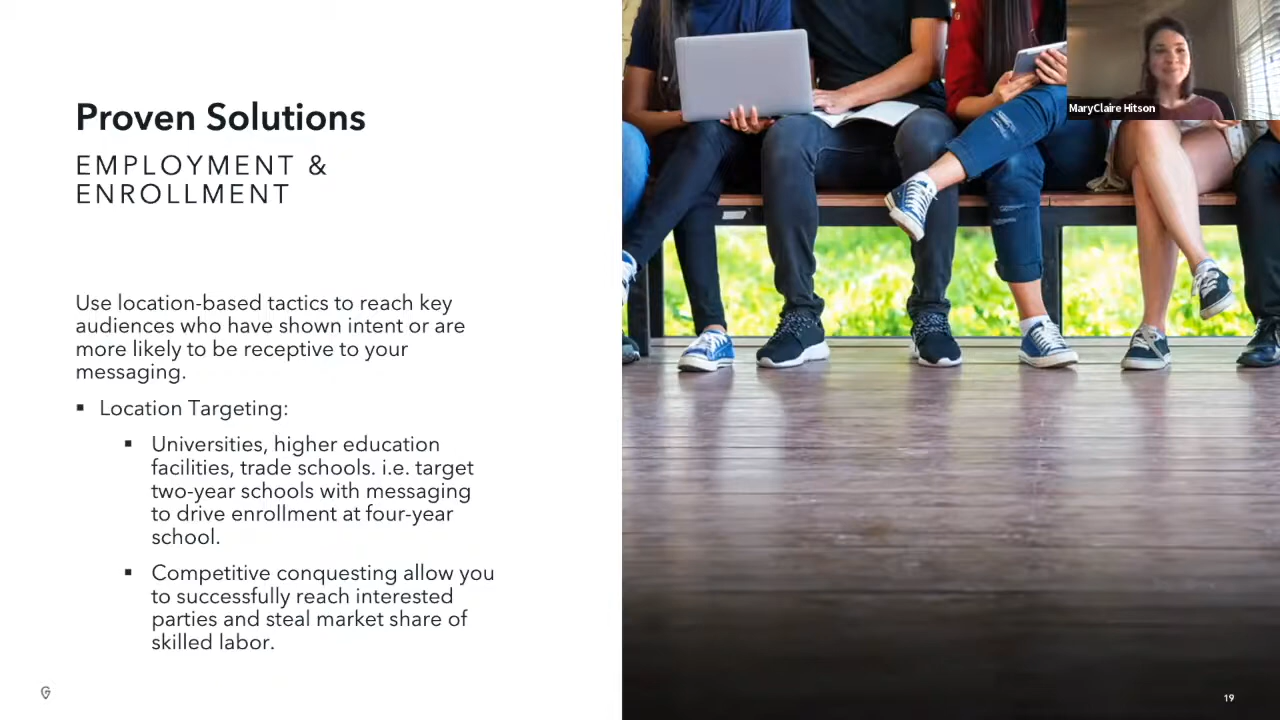 Proven Solutions
EMPLOYMENT &
ENROLLMENT
Use location-based tactics to reach key
audiences who have shown intent or are
more likely to be receptive to your
messaging.
▪ Location Targeting:
▪ Universities, higher education
facilities, trade schools. i.e. target
two-year schools with messaging
to drive enrollment at four-year
school.
▪ Competitive conquesting allow you
to successfully reach interested
parties and steal market share of
skilled labor.
MaryClaire Hitson
19